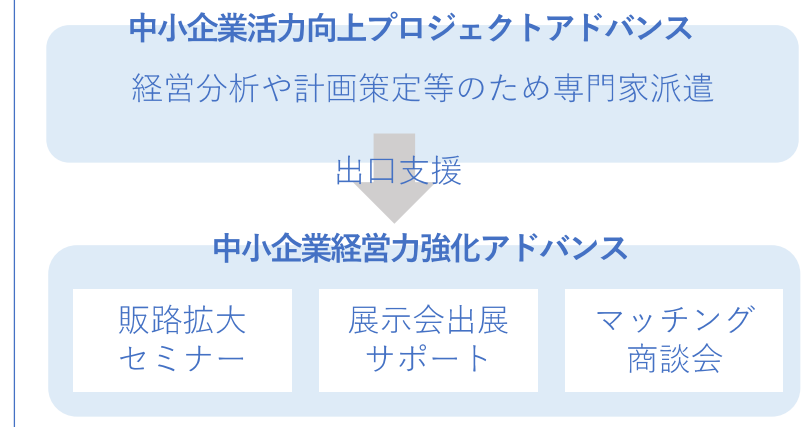 中小企業活力向上プロジェクトアドバンス
経営分析や計画策定等のため専門家派遣
出口支援
中小企業経営力強化アドバンス
販路拡大
セミナー
展示会出展
サポート
マッチング
商談会